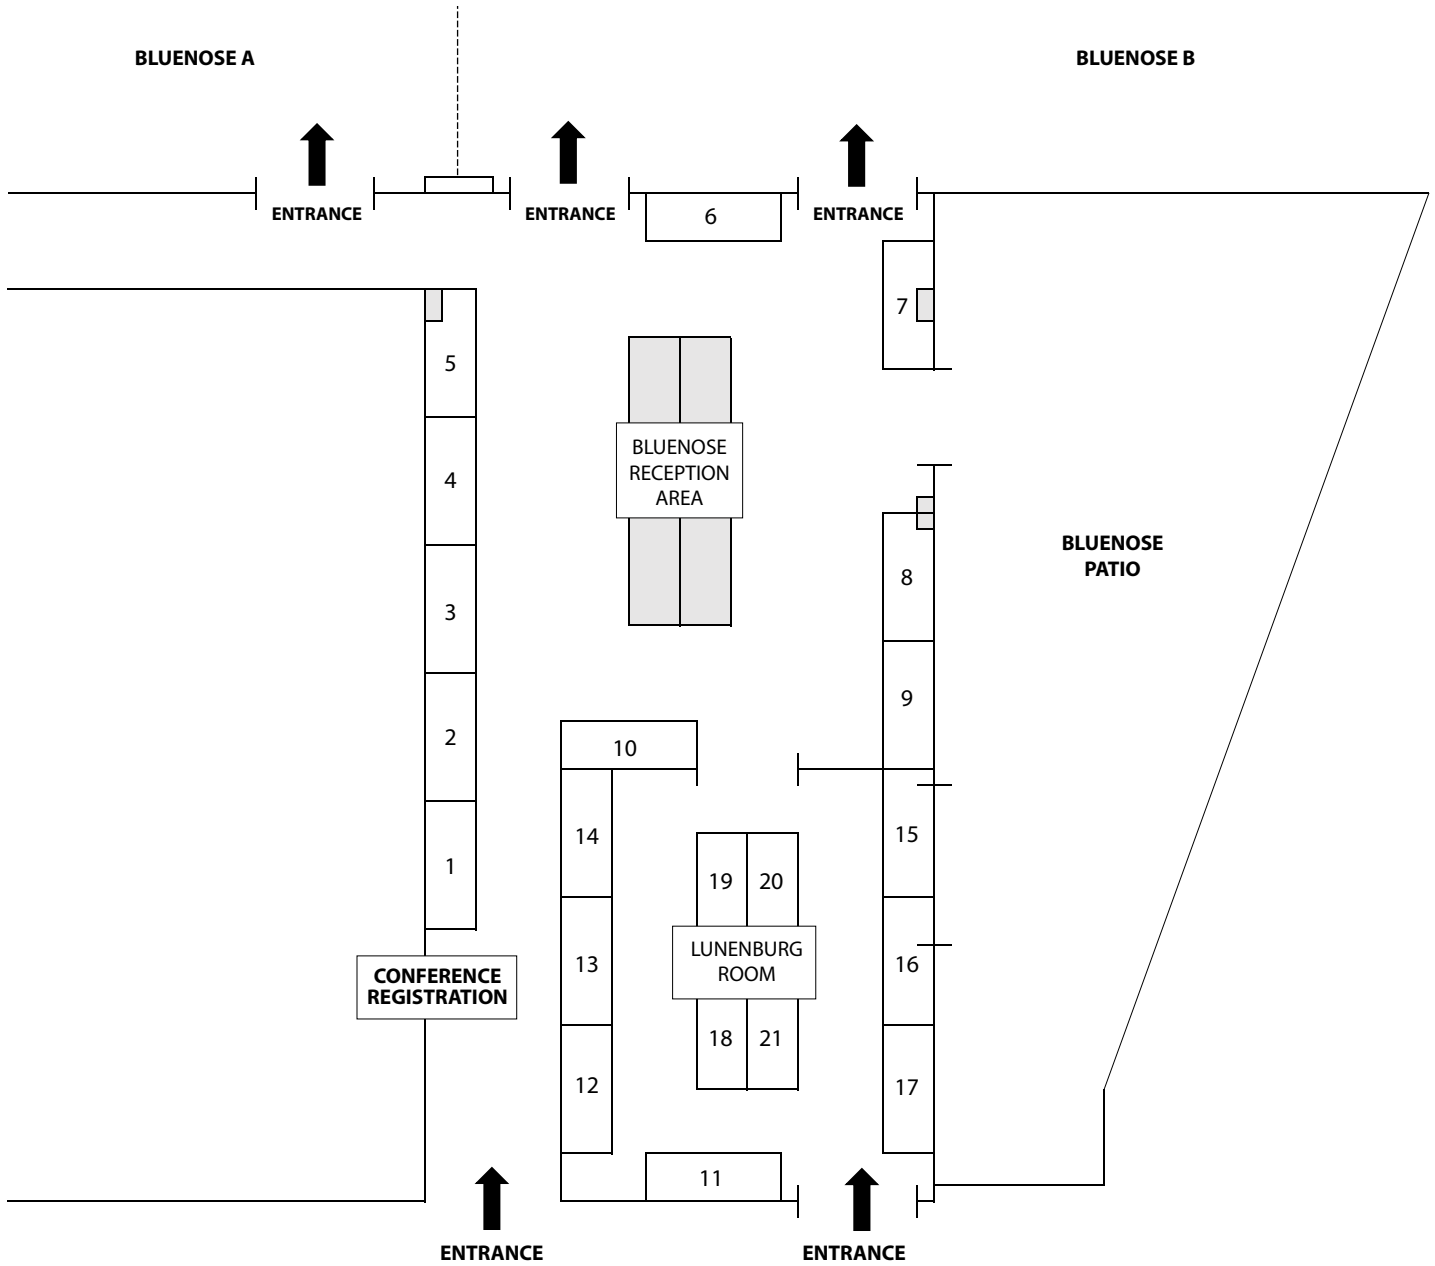 BLUENOSE A
BLUENOSE B
ENTRANCE
ENTRANCE
ENTRANCE
6
7
5
4
3
2
1
BLUENOSE
RECEPTION
AREA
8
9
BLUENOSE
PATIO
10
14
13
12
19
20
LUNENBURG
ROOM
18
21
15
16
17
CONFERENCE
REGISTRATION
11
ENTRANCE
ENTRANCE